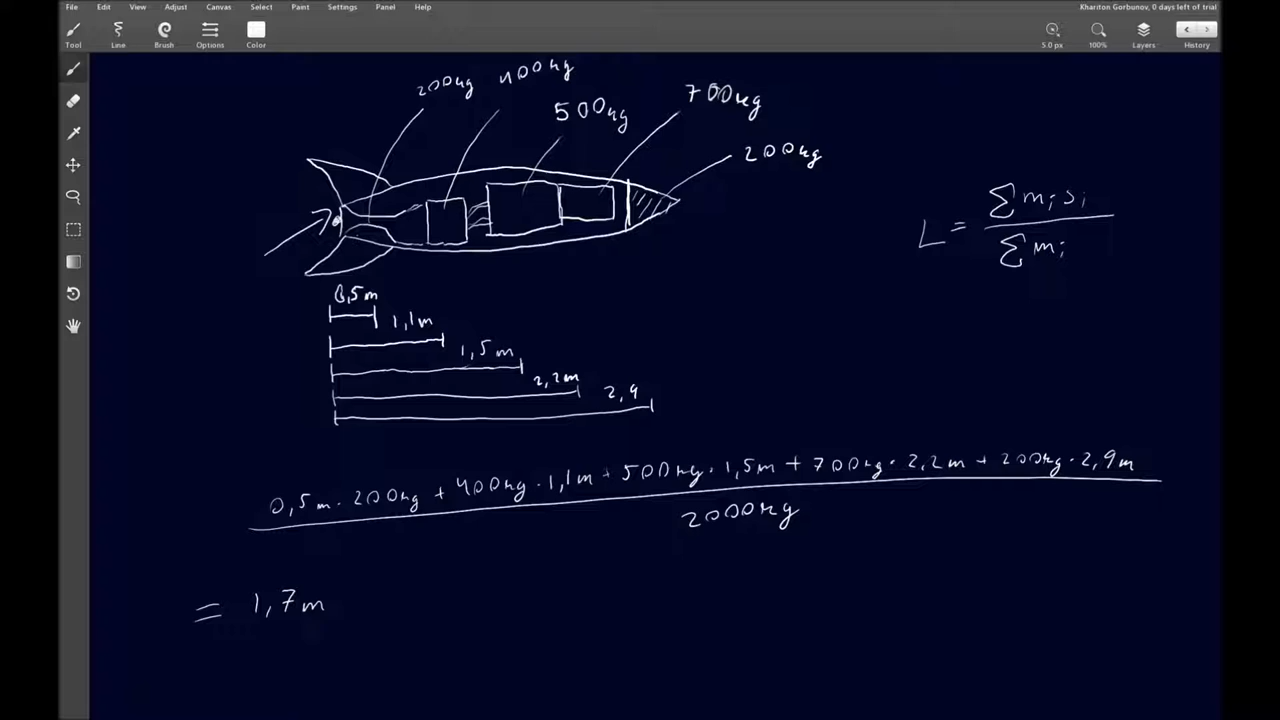 File Edit View Adjust Canvas Select Paint Settings Panel Help
Khariton Gorbunov, 0 days left of trial
Tool Line Brush Options Color
5.0 px 100% Layers History
200kg 400kg
500kg
700kg
200kg
L = ∑ mᵢsᵢ
∑ mᵢ
0,5m
1,1m
1,5m
2,2m
2,9
0,5m · 200kg + 400kg · 1,1m + 500kg · 1,5m + 700kg · 2,2m + 200kg · 2,9m
2000kg
= 1,7m